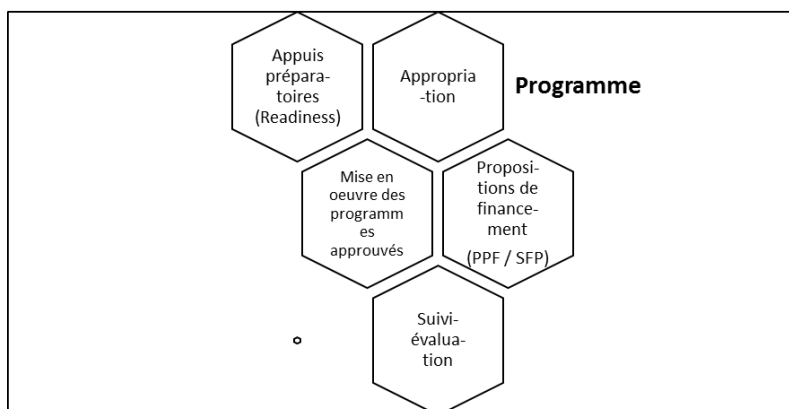 Appuis
prépara-
toires
(Readiness)
Appropria
-tion
Programme
Mise en
oeuvre des
programm
es
approuvés
Proposi-
tions de
finance-
ment
(PPF / SFP)
Suivi-
évalua-
tion